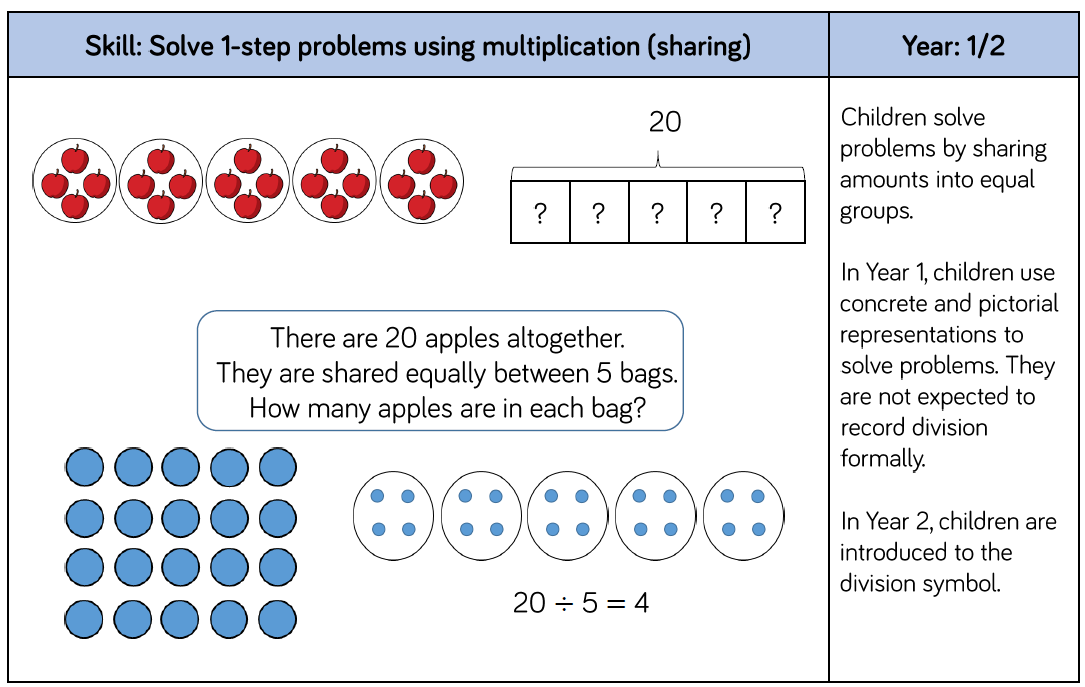 Skill: Solve 1-step problems using multiplication (sharing)
Year: 1/2
20
? ? ? ? ?
There are 20 apples altogether.
They are shared equally between 5 bags.
How many apples are in each bag?
20 ÷ 5 = 4
Children solve
problems by sharing
amounts into equal
groups.
In Year 1, children use
concrete and pictorial
representations to
solve problems. They
are not expected to
record division
formally.
In Year 2, children are
introduced to the
division symbol.